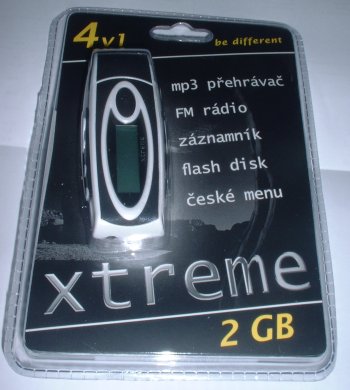 4v1
be different
mp3 přehrávač
FM rádio
záznamník
flash disk
české menu
xtreme
2 GB